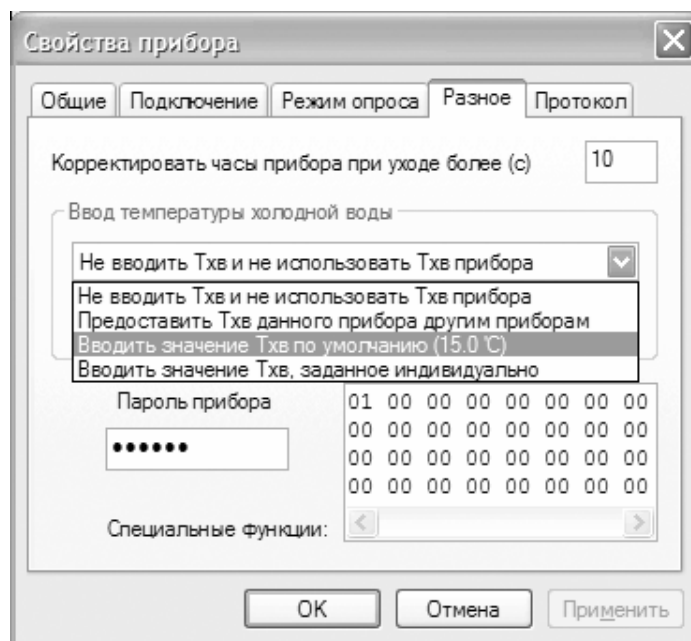 Свойства прибора
Общие Подключение Режим опроса Разное Протокол
Корректировать часы прибора при уходе более (с) 10
Ввод температуры холодной воды
Не вводить Тхв и не использовать Тхв прибора
Не вводить Тхв и не использовать Тхв прибора
Предоставить Тхв данного прибора другим приборам
Вводить значение Тхв по умолчанию (15.0 °C)
Вводить значение Тхв, заданное индивидуально
Пароль прибора
••••••
Специальные функции:
01 00 00 00 00 00 00 00
00 00 00 00 00 00 00 00
00 00 00 00 00 00 00 00
00 00 00 00 00 00 00 00
OK Отмена Применить